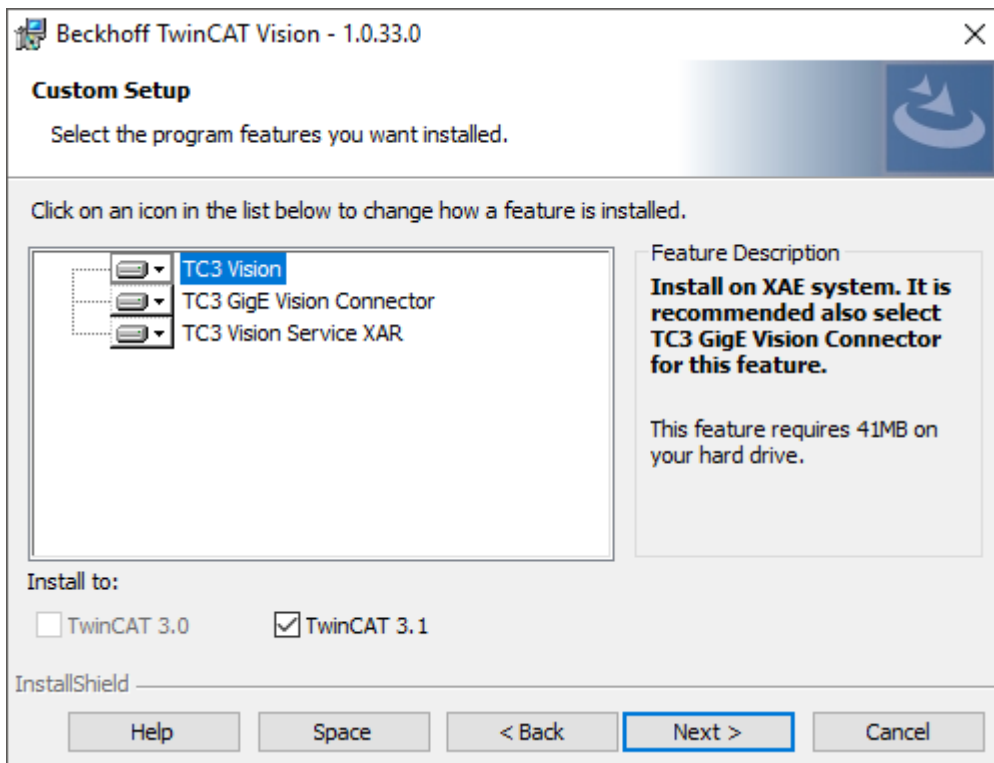 Beckhoff TwinCAT Vision - 1.0.33.0
Custom Setup
Select the program features you want installed.
Click on an icon in the list below to change how a feature is installed.
TC3 Vision
TC3 GigE Vision Connector
TC3 Vision Service XAR
Feature Description
Install on XAE system. It is
recommended also select
TC3 GigE Vision Connector
for this feature.
This feature requires 41MB on
your hard drive.
Install to:
TwinCAT 3.0
TwinCAT 3.1
InstallShield
Help
Space
< Back
Next >
Cancel